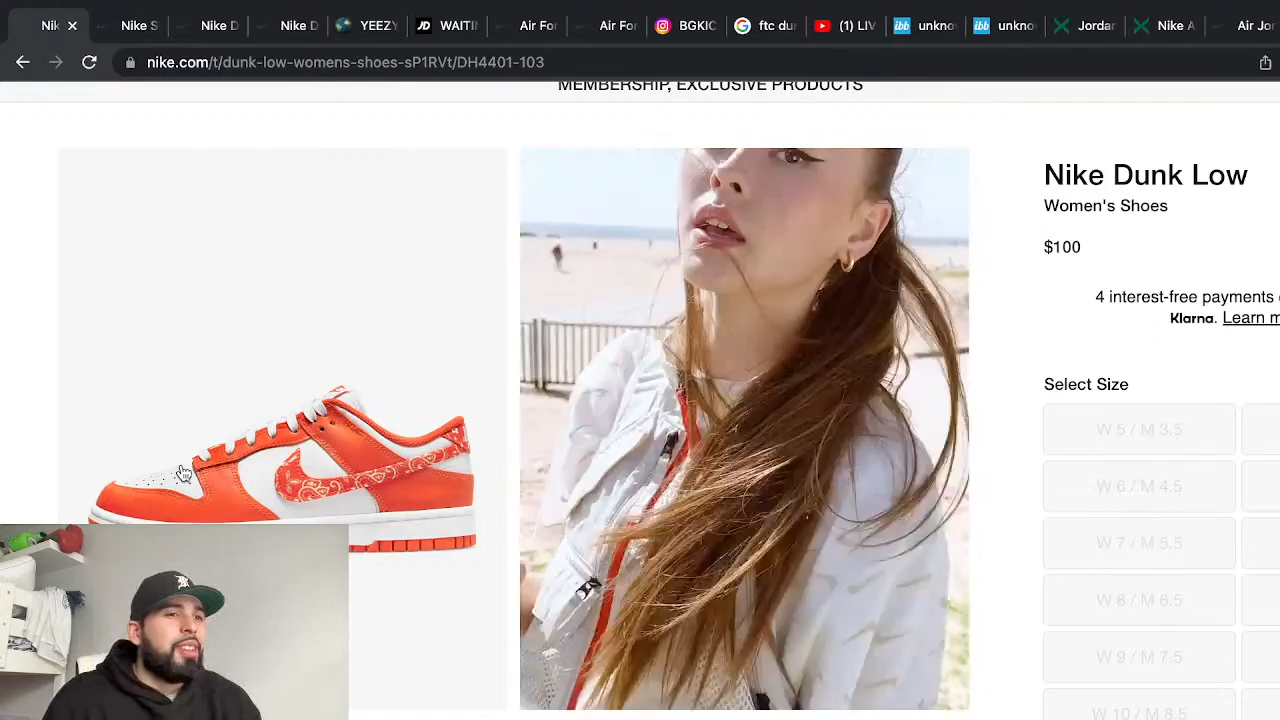 Nik
Nike S
Nike D
Nike D
YEEZY
WAITI
Air For
Air For
BGKIC
ftc dun
(1) LIV
unkno
unkno
Jordan
Nike A
Air Jor
nike.com/t/dunk-low-womens-shoes-sP1RVt/DH4401-103
MEMBERSHIP, EXCLUSIVE PRODUCTS
Nike Dunk Low
Women's Shoes
$100
4 interest-free payments
Klarna. Learn m
Select Size
W 5 / M 3.5
W 6 / M 4.5
W 7 / M 5.5
W 8 / M 6.5
W 9 / M 7.5
W 10 / M 8.5